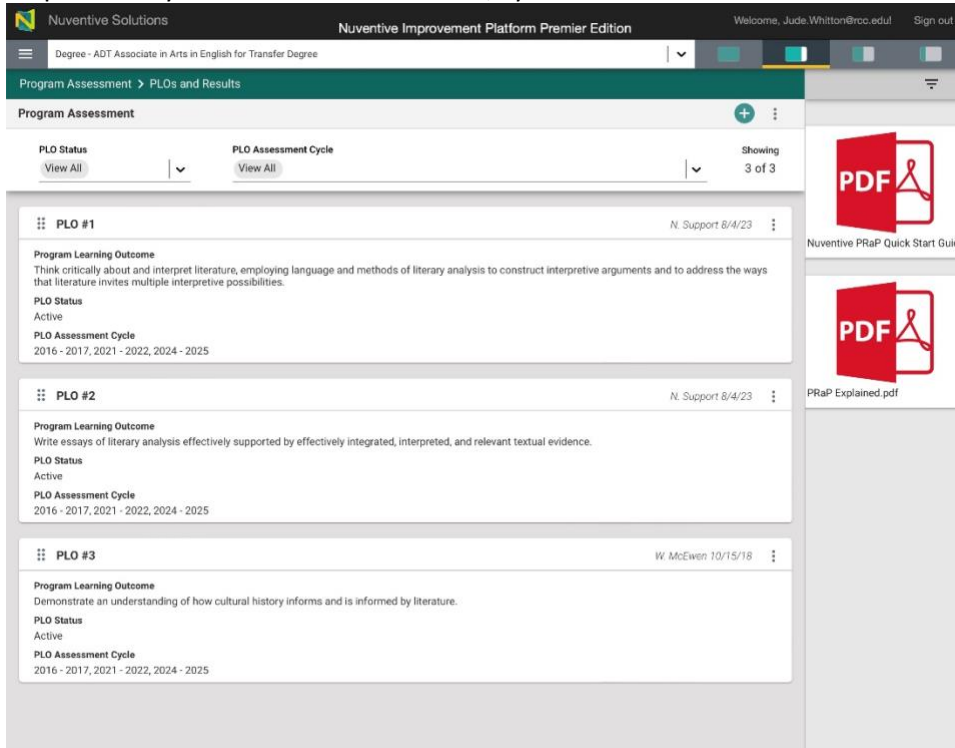 Nuventive Solutions
Nuventive Improvement Platform Premier Edition
Welcome, Jude.Whitton@rcc.edu!
Sign out
Degree - ADT Associate in Arts in English for Transfer Degree
Program Assessment > PLOs and Results
Program Assessment
PLO Status
PLO Assessment Cycle
Showing
View All
View All
3 of 3
PLO #1
N. Support 8/4/23
Program Learning Outcome
Think critically about and interpret literature, employing language and methods of literary analysis to construct interpretive arguments and to address the ways
that literature invites multiple interpretive possibilities.
PLO Status
Active
PLO Assessment Cycle
2016 - 2017, 2021 - 2022, 2024 - 2025
PLO #2
N. Support 8/4/23
Program Learning Outcome
Write essays of literary analysis effectively supported by effectively integrated, interpreted, and relevant textual evidence.
PLO Status
Active
PLO Assessment Cycle
2016 - 2017, 2021 - 2022, 2024 - 2025
PLO #3
W. McEwen 10/15/18
Program Learning Outcome
Demonstrate an understanding of how cultural history informs and is informed by literature.
PLO Status
Active
PLO Assessment Cycle
2016 - 2017, 2021 - 2022, 2024 - 2025
PDF
Nuventive PRaP Quick Start Gui
PDF
PRaP Explained.pdf